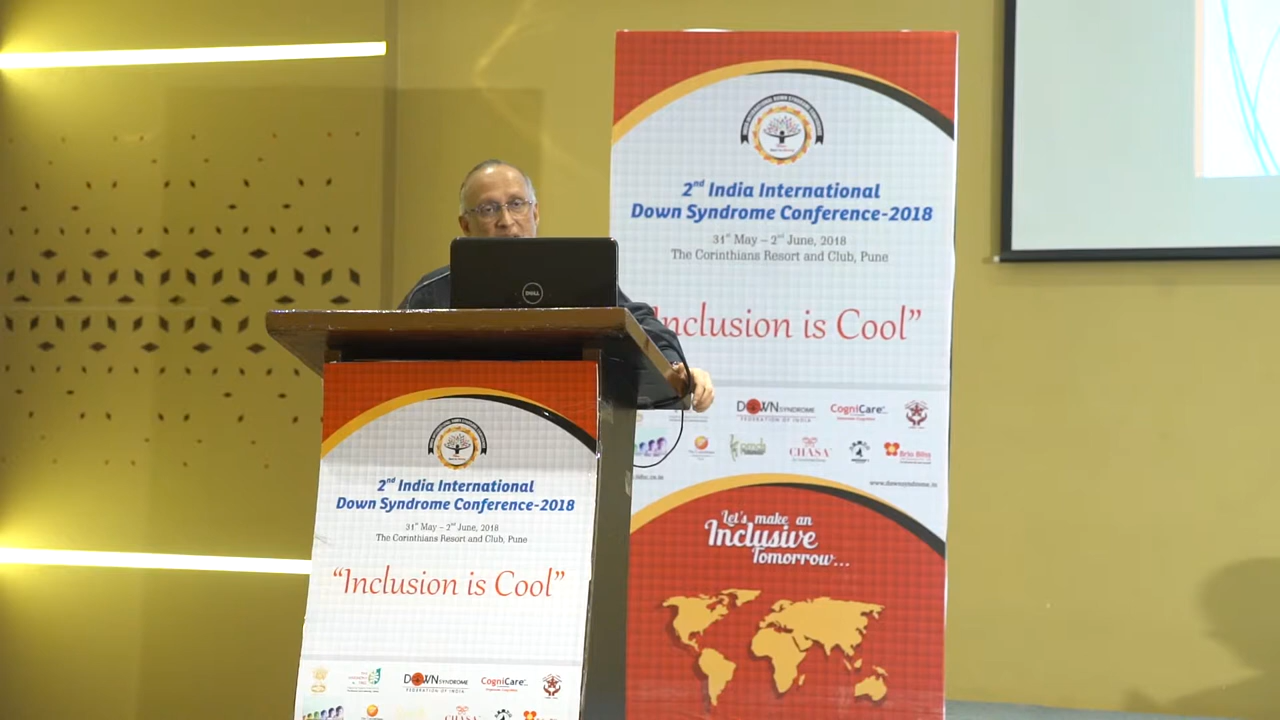 2nd India International
Down Syndrome Conference-2018
31st May – 2nd June, 2018
The Corinthians Resort and Club, Pune
Inclusion is Cool”
DOWN SYNDROME
FEDERATION OF INDIA
CogniCare
CHASA
Brio Bliss
www.downsyndrome.in
Let's make an
Inclusive
Tomorrow...
DELL
2nd India International
Down Syndrome Conference-2018
31st May – 2nd June, 2018
The Corinthians Resort and Club, Pune
“Inclusion is Cool”
DOWN SYNDROME
FEDERATION OF INDIA
CogniCare
CHASA